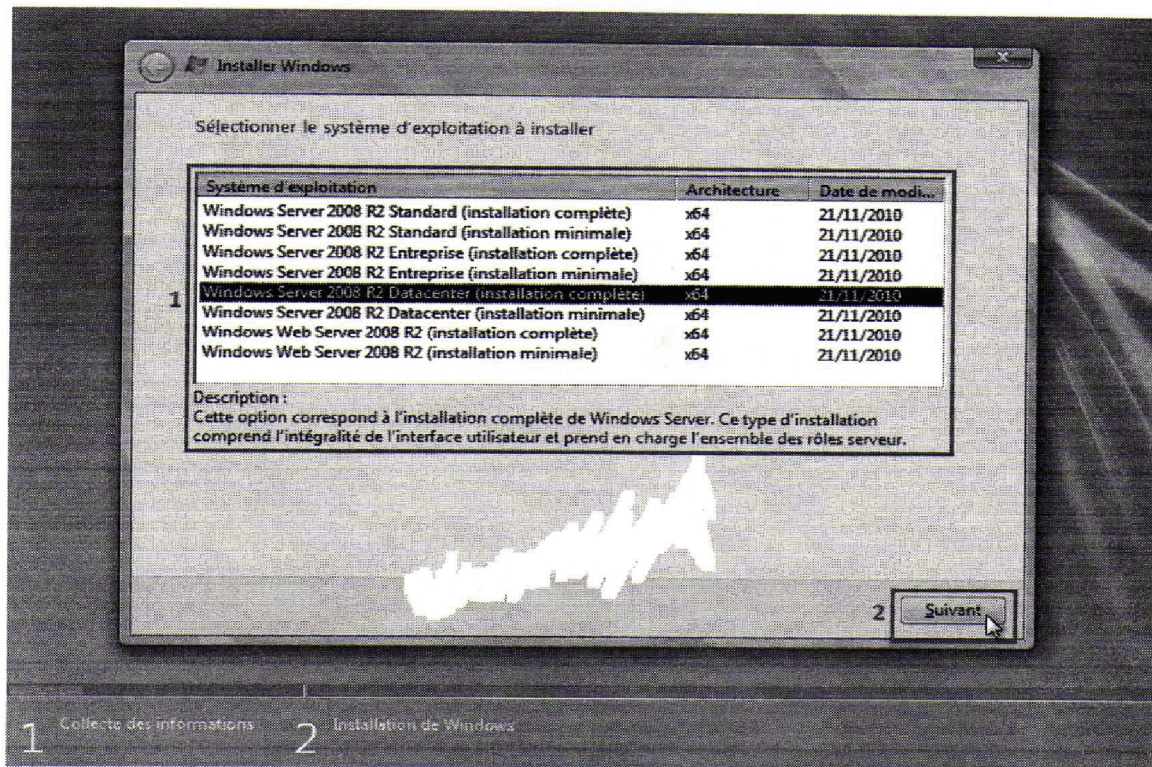 Installer Windows
Sélectionner le système d'exploitation à installer
Système d'exploitation Architecture Date de modi...
Windows Server 2008 R2 Standard (installation complète) x64 21/11/2010
Windows Server 2008 R2 Standard (installation minimale) x64 21/11/2010
Windows Server 2008 R2 Entreprise (installation complète) x64 21/11/2010
Windows Server 2008 R2 Entreprise (installation minimale) x64 21/11/2010
1 Windows Server 2008 R2 Datacenter (installation complète) x64 21/11/2010
Windows Server 2008 R2 Datacenter (installation minimale) x64 21/11/2010
Windows Web Server 2008 R2 (installation complète) x64 21/11/2010
Windows Web Server 2008 R2 (installation minimale) x64 21/11/2010
Description :
Cette option correspond à l'installation complète de Windows Server. Ce type d'installation
comprend l'intégralité de l'interface utilisateur et prend en charge l'ensemble des rôles serveur.
2 Suivant
1 Collecte des informations 2 Installation de Windows